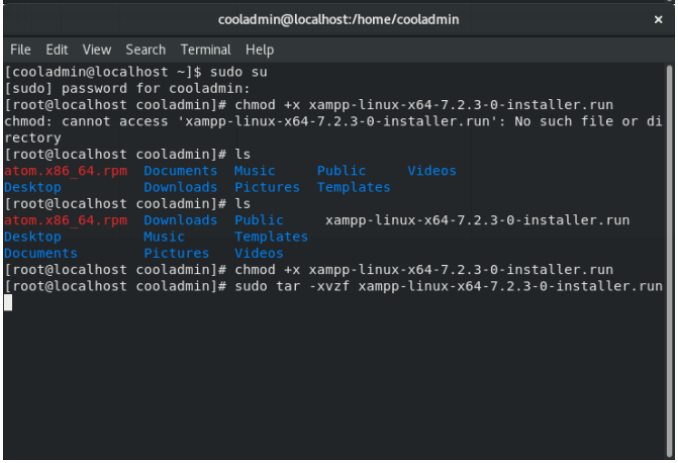 cooladmin@localhost:/home/cooladmin ×
File Edit View Search Terminal Help
[cooladmin@localhost ~]$ sudo su
[sudo] password for cooladmin:
[root@localhost cooladmin]# chmod +x xampp-linux-x64-7.2.3-0-installer.run
chmod: cannot access 'xampp-linux-x64-7.2.3-0-installer.run': No such file or di
rectory
[root@localhost cooladmin]# ls
atom.x86_64.rpm Documents Music Public Videos
Desktop Downloads Pictures Templates
[root@localhost cooladmin]# ls
atom.x86_64.rpm Downloads Public xampp-linux-x64-7.2.3-0-installer.run
Desktop Music Templates
Documents Pictures Videos
[root@localhost cooladmin]# chmod +x xampp-linux-x64-7.2.3-0-installer.run
[root@localhost cooladmin]# sudo tar -xvzf xampp-linux-x64-7.2.3-0-installer.run